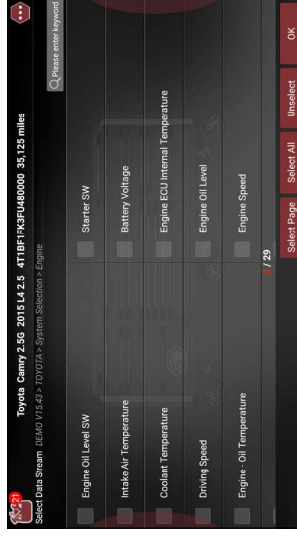 21
Toyota Camry 2.5G 2015 L4 2.5 4T1BF1FK3FU480000 35,125 miles
Select Data Stream DEMO V15.43 > TOYOTA > System Selection > Engine
Please enter keyword
Engine Oil Level SW
Starter SW
Intake Air Temperature
Battery Voltage
Coolant Temperature
Engine ECU Internal Temperature
Driving Speed
Engine Oil Level
Engine - Oil Temperature
Engine Speed
/ 29
Select Page
Select All
Unselect
OK